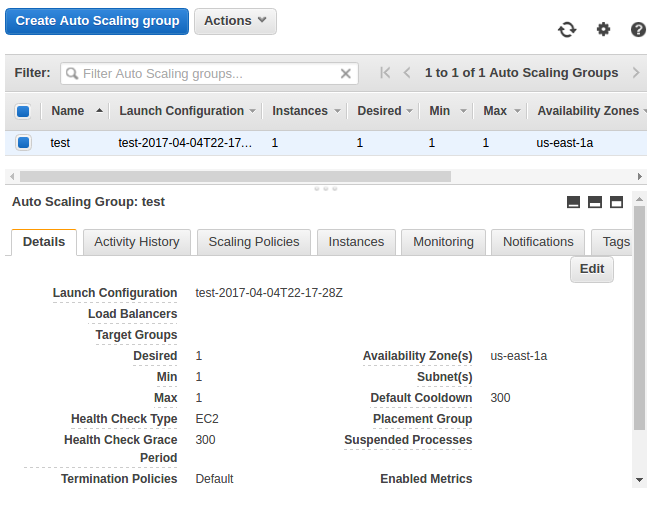 Create Auto Scaling group Actions
Filter: Filter Auto Scaling groups... 1 to 1 of 1 Auto Scaling Groups
Name Launch Configuration Instances Desired Min Max Availability Zones
test test-2017-04-04T22-17... 1 1 1 1 us-east-1a
Auto Scaling Group: test
Details Activity History Scaling Policies Instances Monitoring Notifications Tags
Edit
Launch Configuration test-2017-04-04T22-17-28Z
Load Balancers
Target Groups
Desired 1 Availability Zone(s) us-east-1a
Min 1 Subnet(s)
Max 1 Default Cooldown 300
Health Check Type EC2 Placement Group
Health Check Grace 300 Suspended Processes
Period
Termination Policies Default Enabled Metrics